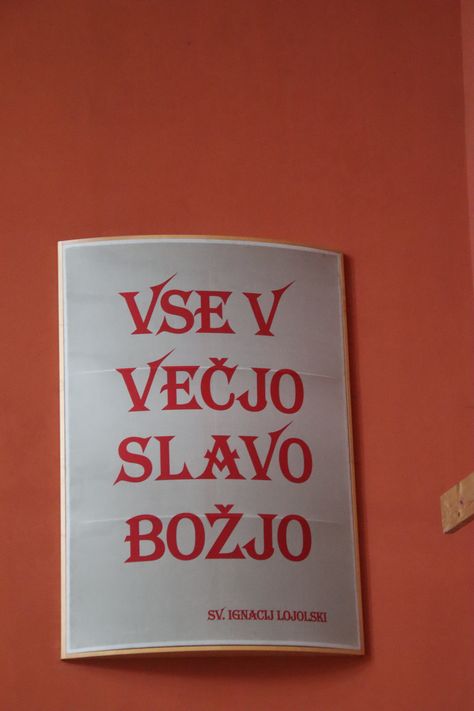 VSE V
VEČJO
SLAVO
BOŽJO
SV. IGNACIJ LOJOLSKI